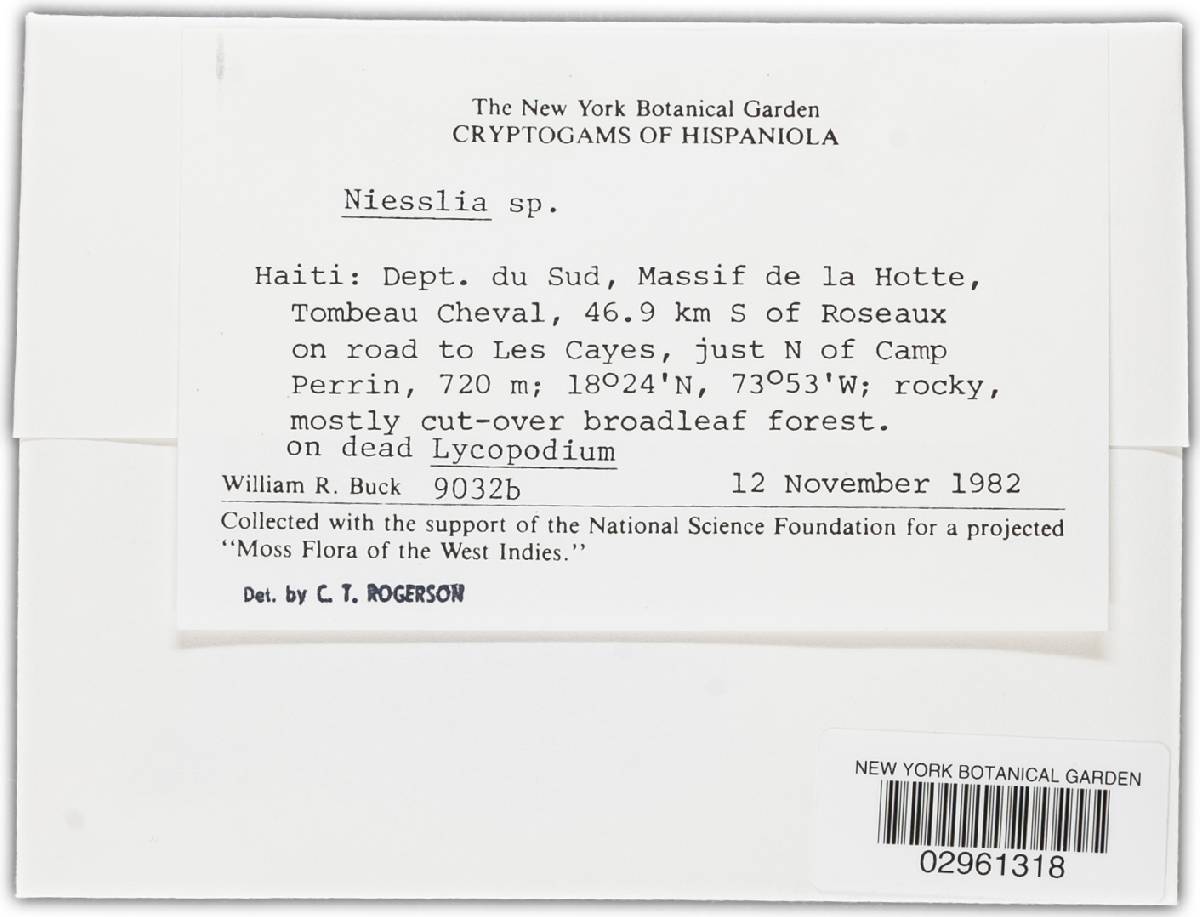 The New York Botanical Garden
CRYPTOGAMS OF HISPANIOLA
Niesslia sp.
Haiti: Dept. du Sud, Massif de la Hotte,
Tombeau Cheval, 46.9 km S of Roseaux
on road to Les Cayes, just N of Camp
Perrin, 720 m; 18°24'N, 73°53'W; rocky,
mostly cut-over broadleaf forest.
on dead Lycopodium
William R. Buck 9032b 12 November 1982
Collected with the support of the National Science Foundation for a projected
“Moss Flora of the West Indies.”
Det. by C. T. ROGERSON
NEW YORK BOTANICAL GARDEN
02961318